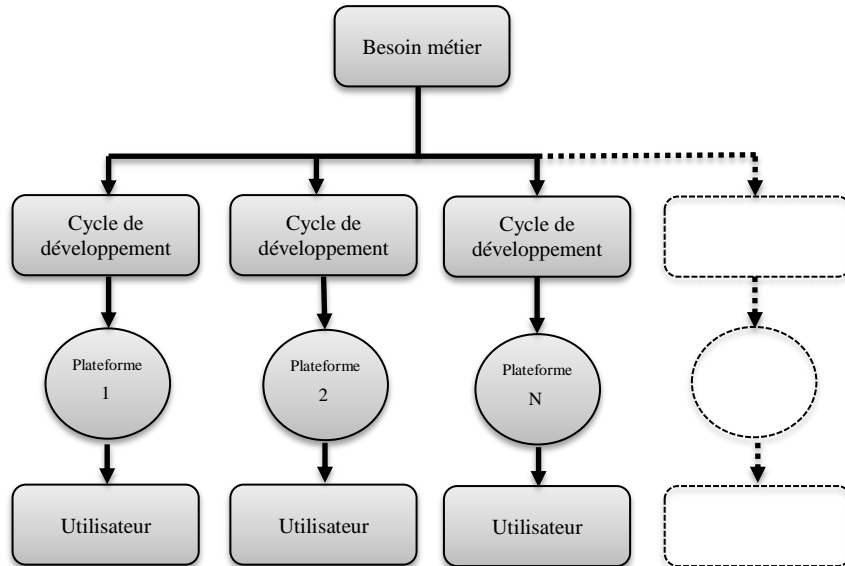 Besoin métier
Cycle de
développement
Cycle de
développement
Cycle de
développement
Plateforme
1
Plateforme
2
Plateforme
N
Utilisateur
Utilisateur
Utilisateur